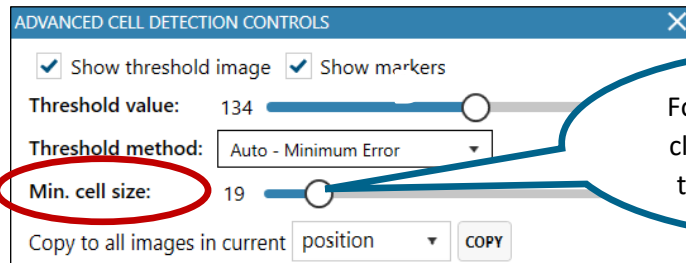 ADVANCED CELL DETECTION CONTROLS
Show threshold image Show markers
Threshold value: 134
Threshold method: Auto - Minimum Error
Min. cell size: 19
Copy to all images in current position COPY